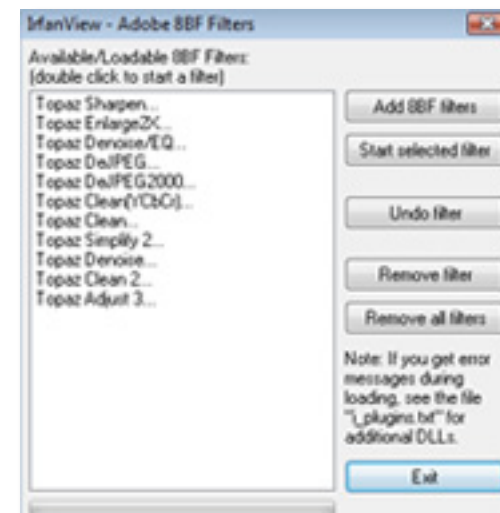 IrfanView - Adobe 8BF Filters
Available/Loadable 8BF Filters:
(double click to start a filter)
Topaz Sharpen...
Topaz Enlarge2X...
Topaz Denoise/EQ...
Topaz DeJPEG...
Topaz DeJPEG2000...
Topaz Clean(YCbCr)...
Topaz Clean...
Topaz Simplify 2...
Topaz Denoise...
Topaz Clean 2...
Topaz Adjust 3...
Add 8BF filters
Start selected filter
Undo filter
Remove filter
Remove all filters
Note: If you get error
messages during
loading, see the file
"i_plugins.txt" for
additional DLLs.
Exit